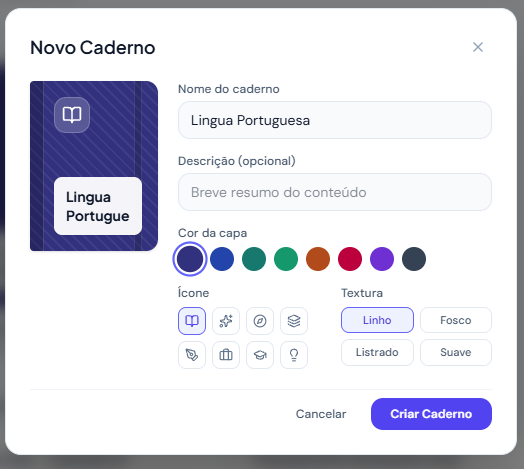 Novo Caderno
Lingua
Portugue
Nome do caderno
Lingua Portuguesa
Descrição (opcional)
Breve resumo do conteúdo
Cor da capa
Ícone
Textura
Linho
Fosco
Listrado
Suave
Cancelar
Criar Caderno